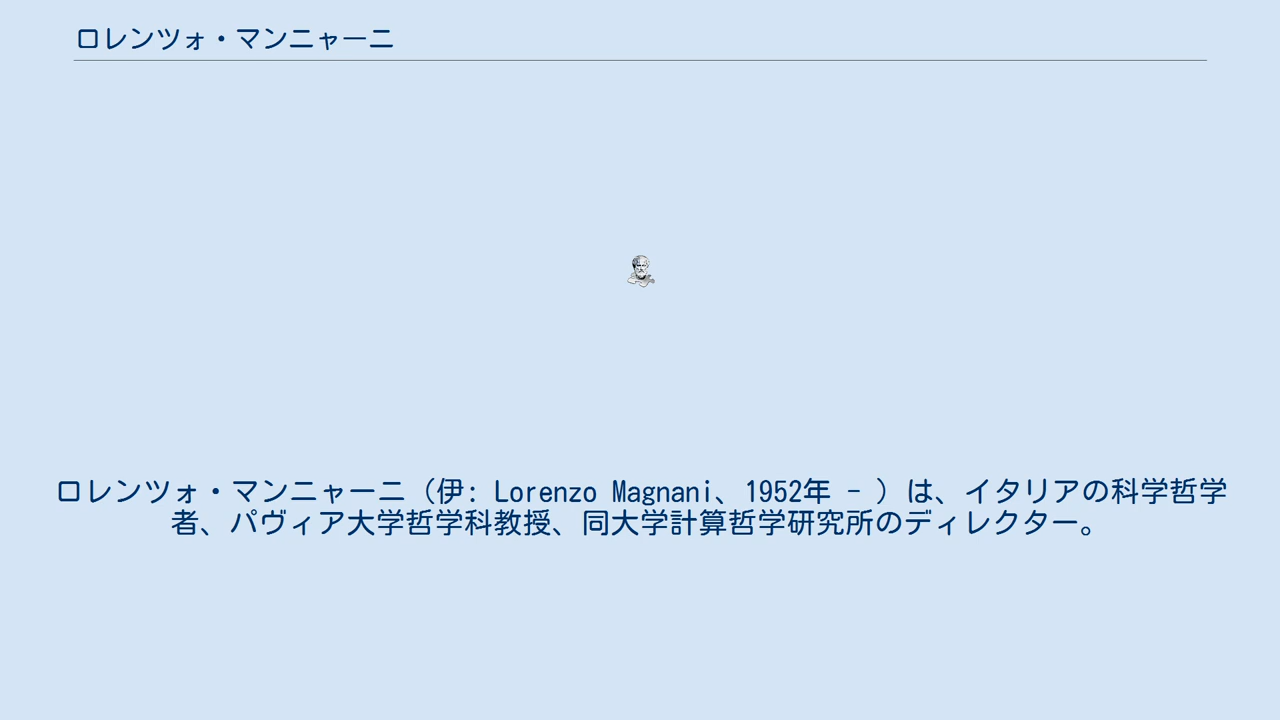 ロレンツォ・マンニャーニ
ロレンツォ・マンニャーニ（伊: Lorenzo Magnani、1952年 - ）は、イタリアの科学哲学
者、パヴィア大学哲学科教授、同大学計算哲学研究所のディレクター。